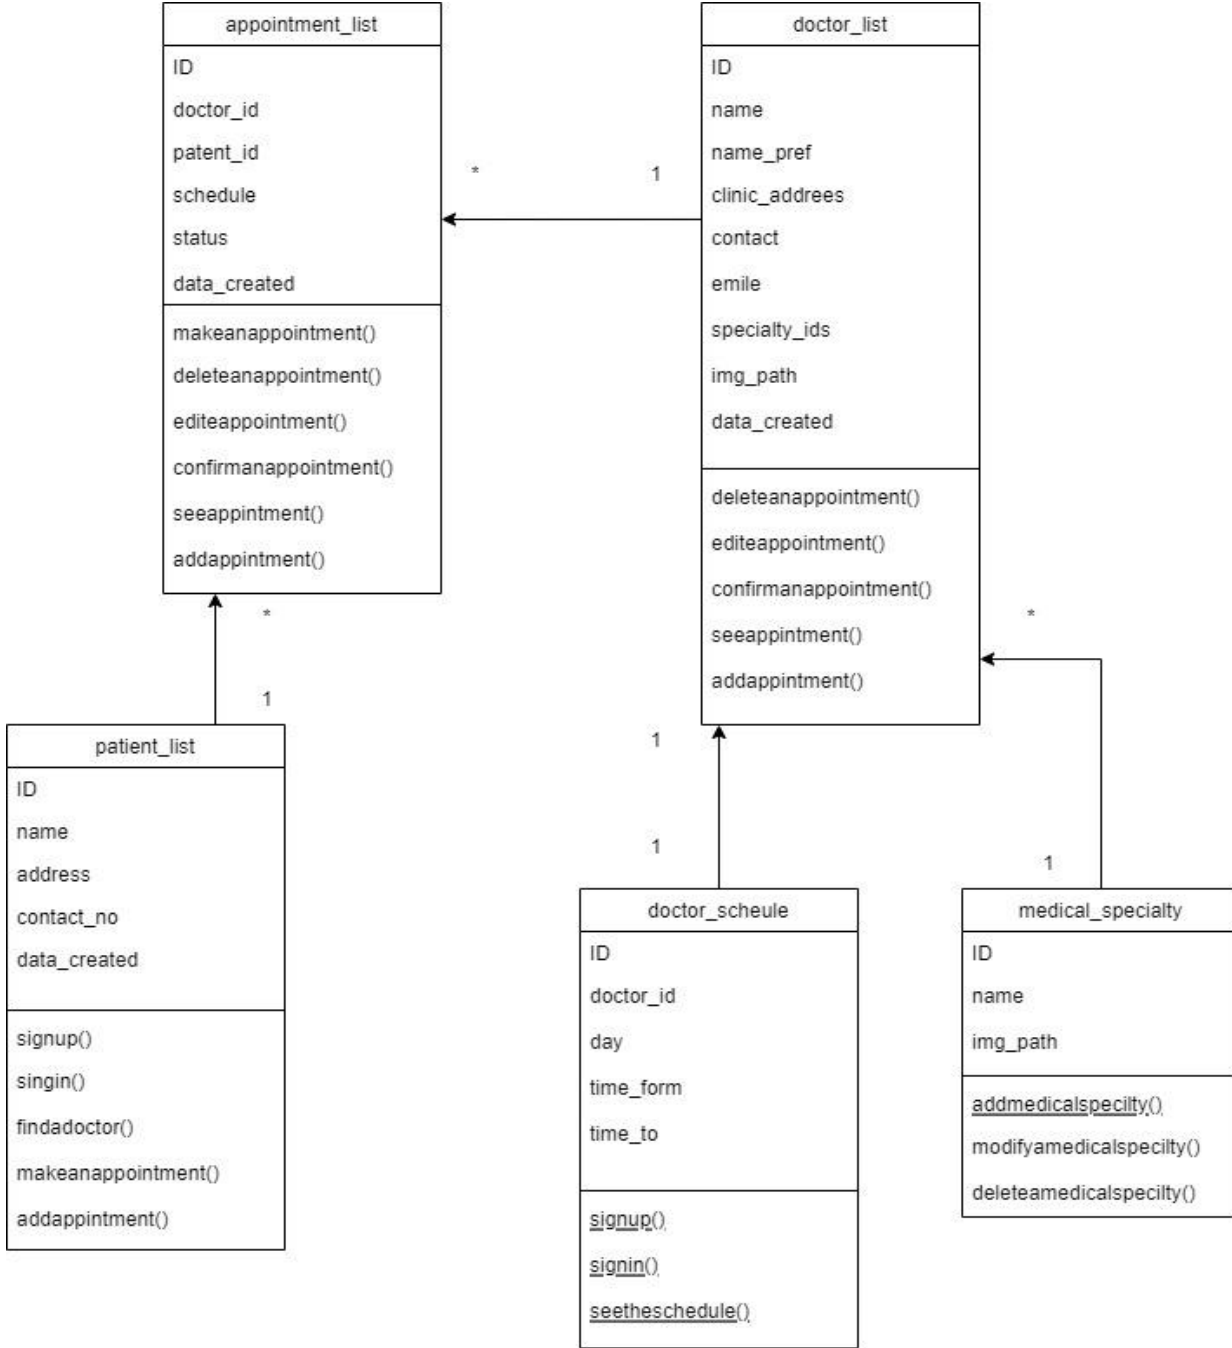 appointment_list
ID
doctor_id
patent_id
schedule
status
data_created
makeanappointment()
deleteanappointment()
editeappointment()
confirmanappointment()
seeappintment()
addappintment()
*
1
doctor_list
ID
name
name_pref
clinic_addrees
contact
emile
specialty_ids
img_path
data_created
deleteanappointment()
editeappointment()
confirmanappointment()
seeappintment()
addappintment()
*
1
patient_list
ID
name
address
contact_no
data_created
signup()
singin()
findadoctor()
makeanappointment()
addappintment()
1
1
doctor_scheule
ID
doctor_id
day
time_form
time_to
signup()
signin()
seetheschedule()
*
1
medical_specialty
ID
name
img_path
addmedicalspecilty()
modifyamedicalspecilty()
deleteamedicalspecilty()